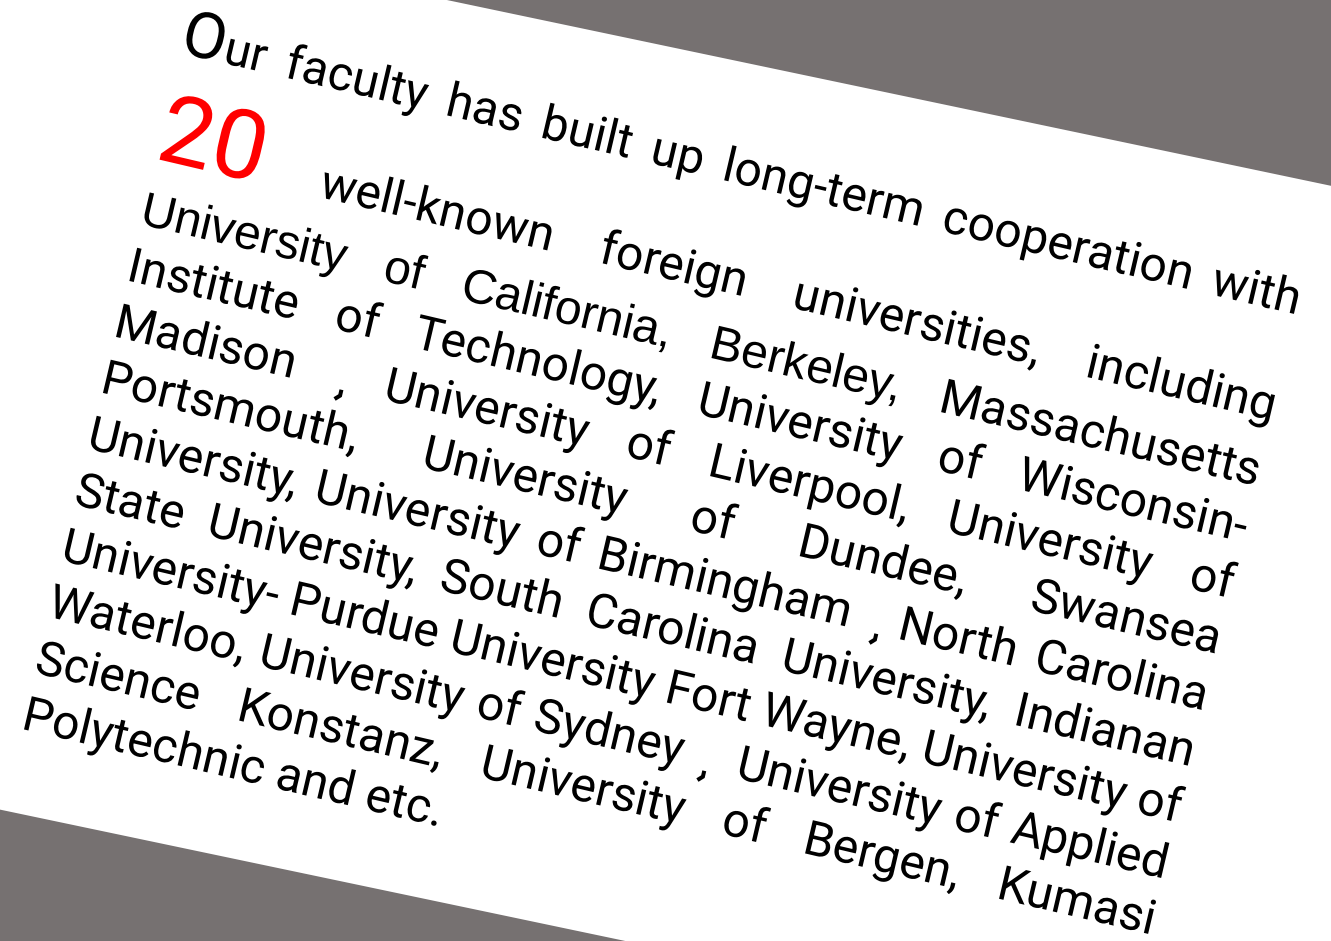 Our faculty has built up long-term cooperation with
20 well-known foreign universities, including
University of California, Berkeley, Massachusetts
Institute of Technology, University of Wisconsin-
Madison , University of Liverpool, University of
Portsmouth, University of Dundee, Swansea
University, University of Birmingham , North Carolina
State University, South Carolina University, Indianan
University- Purdue University Fort Wayne, University of
Waterloo, University of Sydney , University of Applied
Science Konstanz, University of Bergen, Kumasi
Polytechnic and etc.